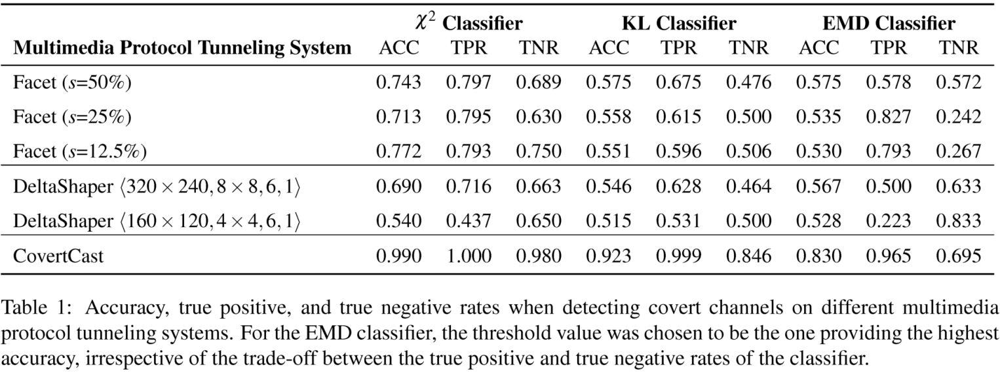 χ² Classifier KL Classifier EMD Classifier
Multimedia Protocol Tunneling System ACC TPR TNR ACC TPR TNR ACC TPR TNR
Facet (s=50%) 0.743 0.797 0.689 0.575 0.675 0.476 0.575 0.578 0.572
Facet (s=25%) 0.713 0.795 0.630 0.558 0.615 0.500 0.535 0.827 0.242
Facet (s=12.5%) 0.772 0.793 0.750 0.551 0.596 0.506 0.530 0.793 0.267
DeltaShaper ⟨320 × 240, 8 × 8, 6, 1⟩ 0.690 0.716 0.663 0.546 0.628 0.464 0.567 0.500 0.633
DeltaShaper ⟨160 × 120, 4 × 4, 6, 1⟩ 0.540 0.437 0.650 0.515 0.531 0.500 0.528 0.223 0.833
CovertCast 0.990 1.000 0.980 0.923 0.999 0.846 0.830 0.965 0.695
Table 1: Accuracy, true positive, and true negative rates when detecting covert channels on different multimedia
protocol tunneling systems. For the EMD classifier, the threshold value was chosen to be the one providing the highest
accuracy, irrespective of the trade-off between the true positive and true negative rates of the classifier.